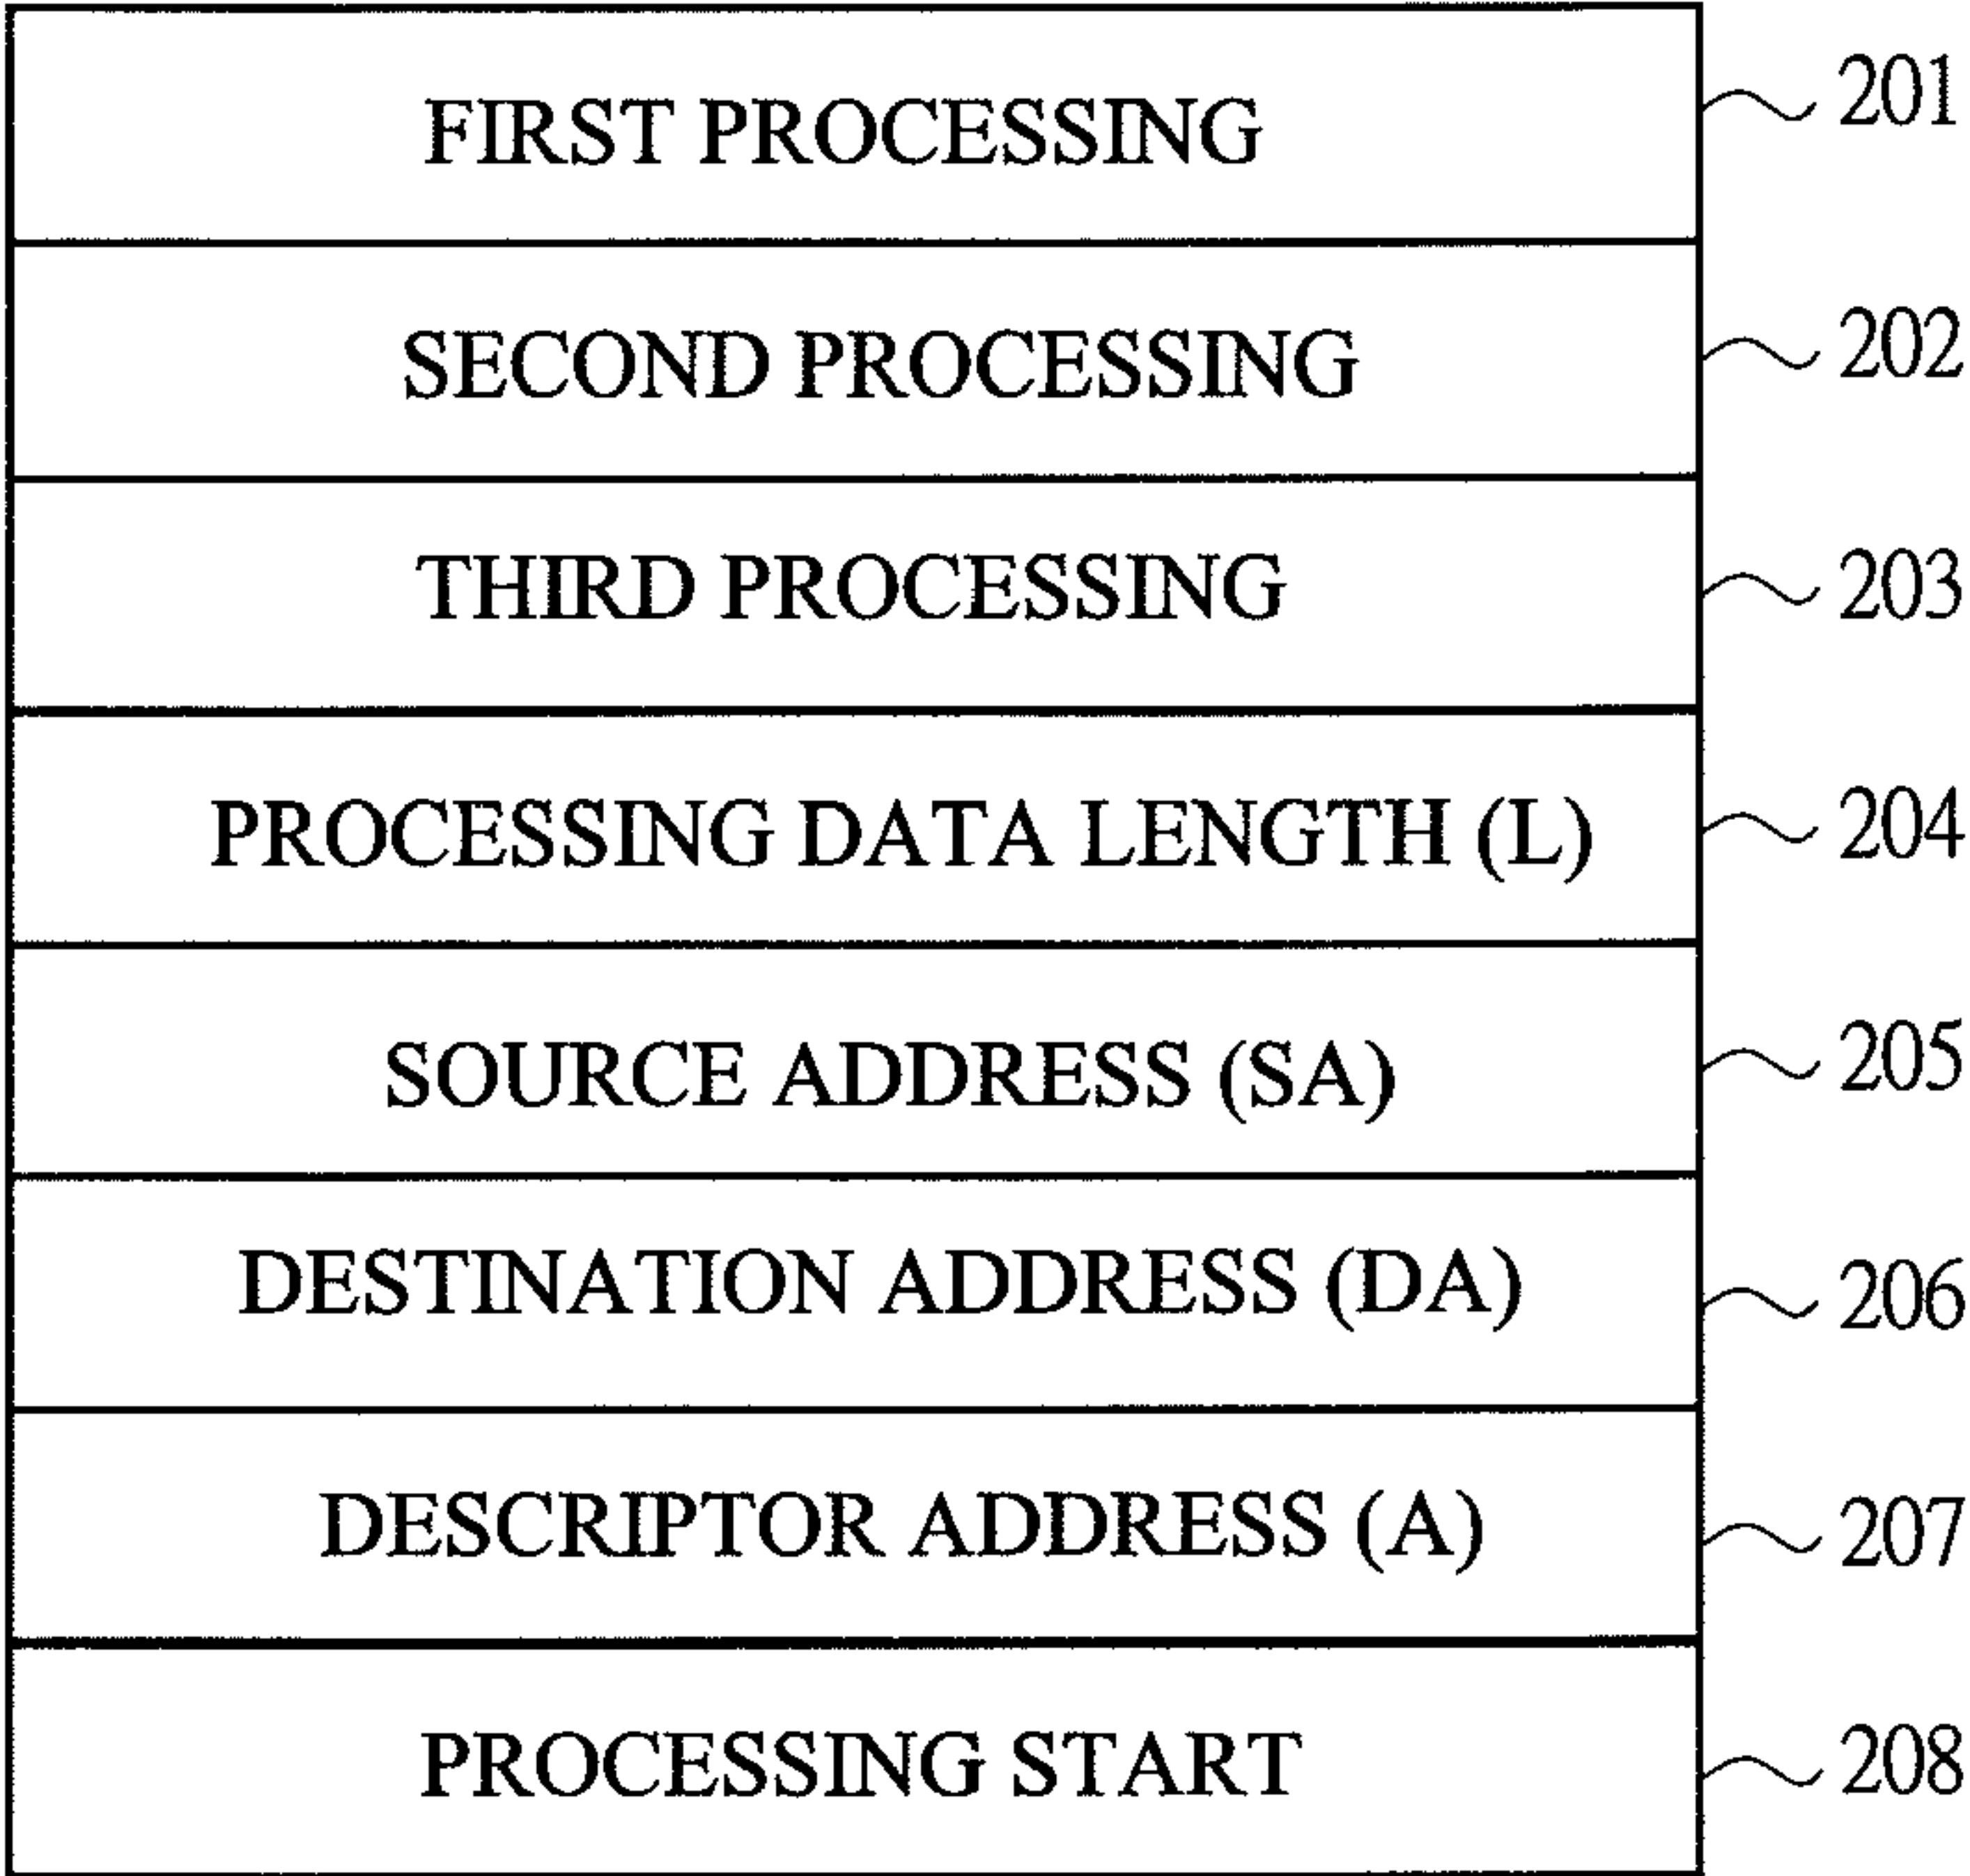 FIRST PROCESSING 201
SECOND PROCESSING 202
THIRD PROCESSING 203
PROCESSING DATA LENGTH (L) 204
SOURCE ADDRESS (SA) 205
DESTINATION ADDRESS (DA) 206
DESCRIPTOR ADDRESS (A) 207
PROCESSING START 208